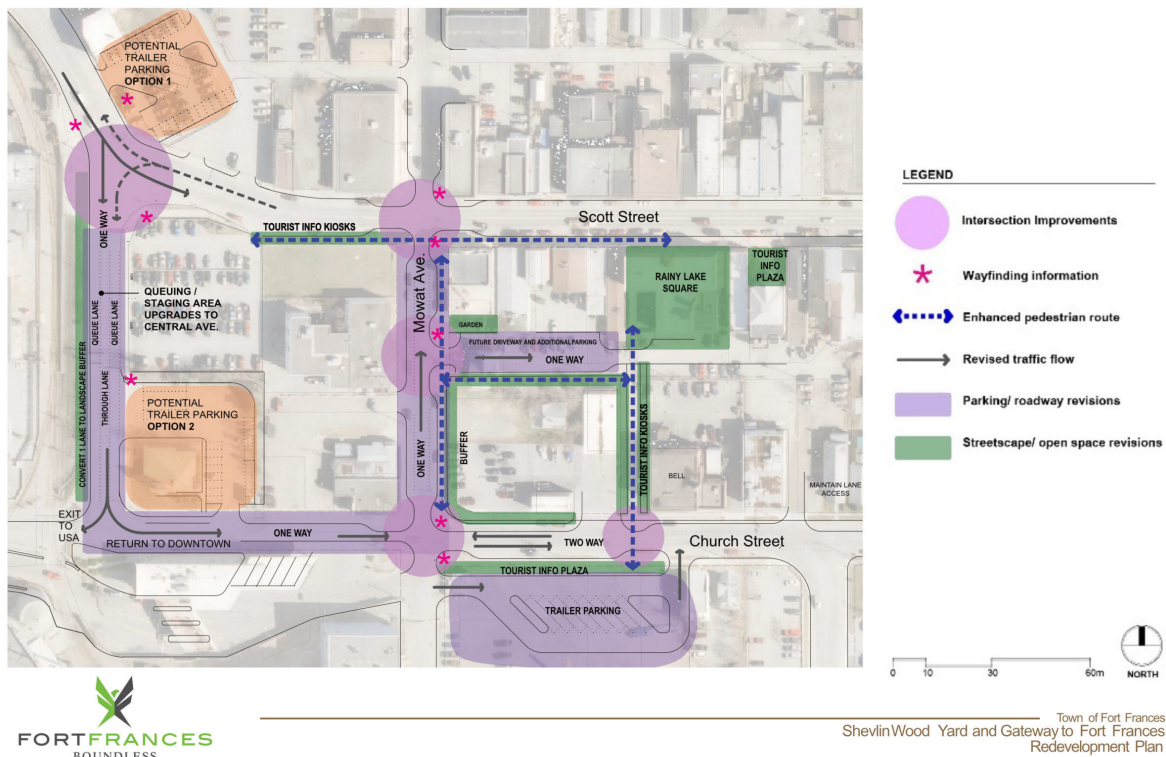 POTENTIAL
TRAILER
PARKING
OPTION 1
ONE WAY
TOURIST INFO KIOSKS
Scott Street
Mowat Ave.
RAINY LAKE
SQUARE
TOURIST
INFO
PLAZA
QUEUING /
STAGING AREA
UPGRADES TO
CENTRAL AVE.
QUEUE LANE
QUEUE LANE
GARDEN
FUTURE DRIVEWAY AND ADDITIONAL PARKING
ONE WAY
CONVERT 1 LANE TO LANDSCAPE BUFFER
THROUGH LANE
POTENTIAL
TRAILER PARKING
OPTION 2
ONE WAY
BUFFER
TOURIST INFO KIOSKS
BELL
MAINTAIN LANE
ACCESS
EXIT
TO
USA
RETURN TO DOWNTOWN
ONE WAY
TWO WAY
Church Street
TOURIST INFO PLAZA
TRAILER PARKING
LEGEND
Intersection Improvements
Wayfinding information
Enhanced pedestrian route
Revised traffic flow
Parking/ roadway revisions
Streetscape/ open space revisions
0 10 30 60m
NORTH
FORTFRANCES
BOUNDLESS
Town of Fort Frances
ShevlinWood Yard and Gateway to Fort Frances
Redevelopment Plan